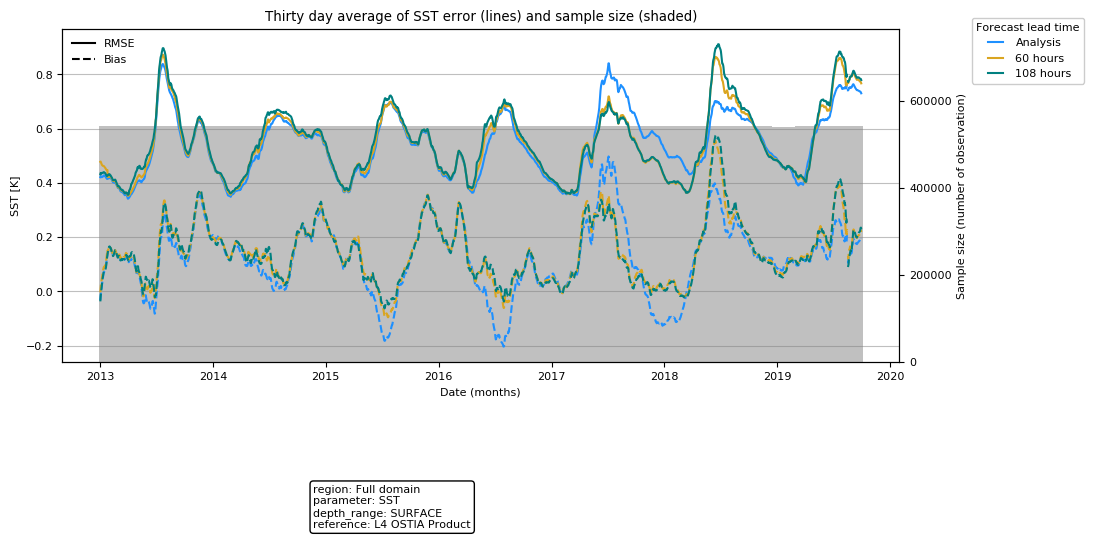 Thirty day average of SST error (lines) and sample size (shaded)
RMSE
Bias
Forecast lead time
Analysis
60 hours
108 hours
SST [K]
0.8
0.6
0.4
0.2
0.0
−0.2
600000
400000
200000
0
Sample size (number of observation)
2013 2014 2015 2016 2017 2018 2019 2020
Date (months)
region: Full domain
parameter: SST
depth_range: SURFACE
reference: L4 OSTIA Product